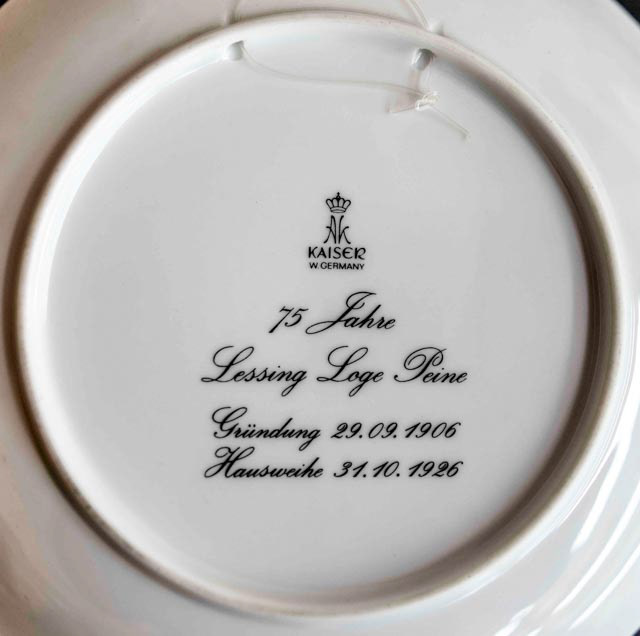 AK
KAISER
W. GERMANY
75 Jahre
Lessing Loge Peine
Gründung 29.09.1906
Hausweihe 31.10.1926